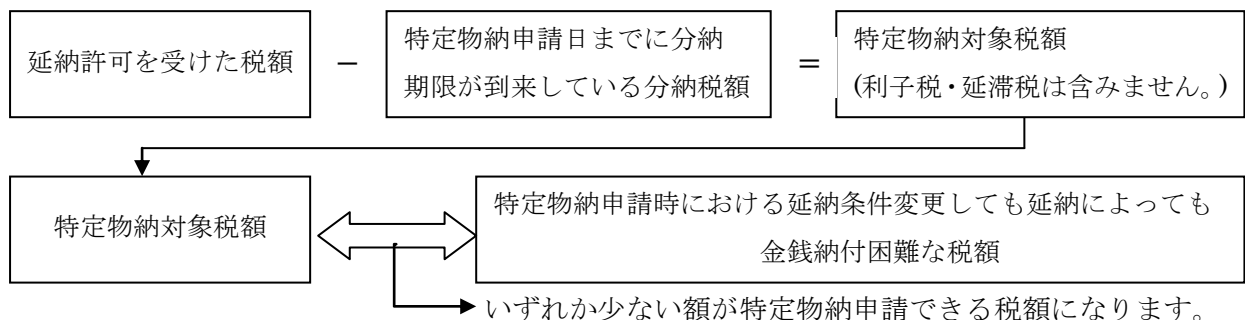 延納許可を受けた税額
－
特定物納申請日までに分納
期限が到来している分納税額
＝
特定物納対象税額
(利子税・延滞税は含みません。)
特定物納対象税額
特定物納申請時における延納条件変更しても延納によっても
金銭納付困難な税額
いずれか少ない額が特定物納申請できる税額になります。